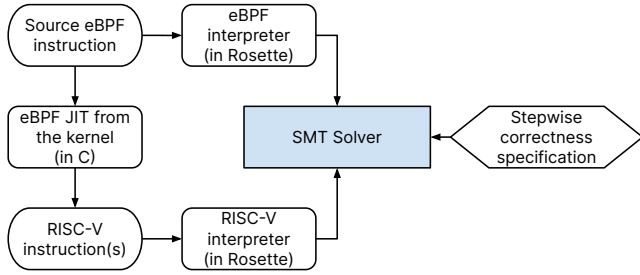 Source eBPF
instruction
eBPF
interpreter
(in Rosette)
eBPF JIT from
the kernel
(in C)
SMT Solver
Stepwise
correctness
specification
RISC-V
instruction(s)
RISC-V
interpreter
(in Rosette)